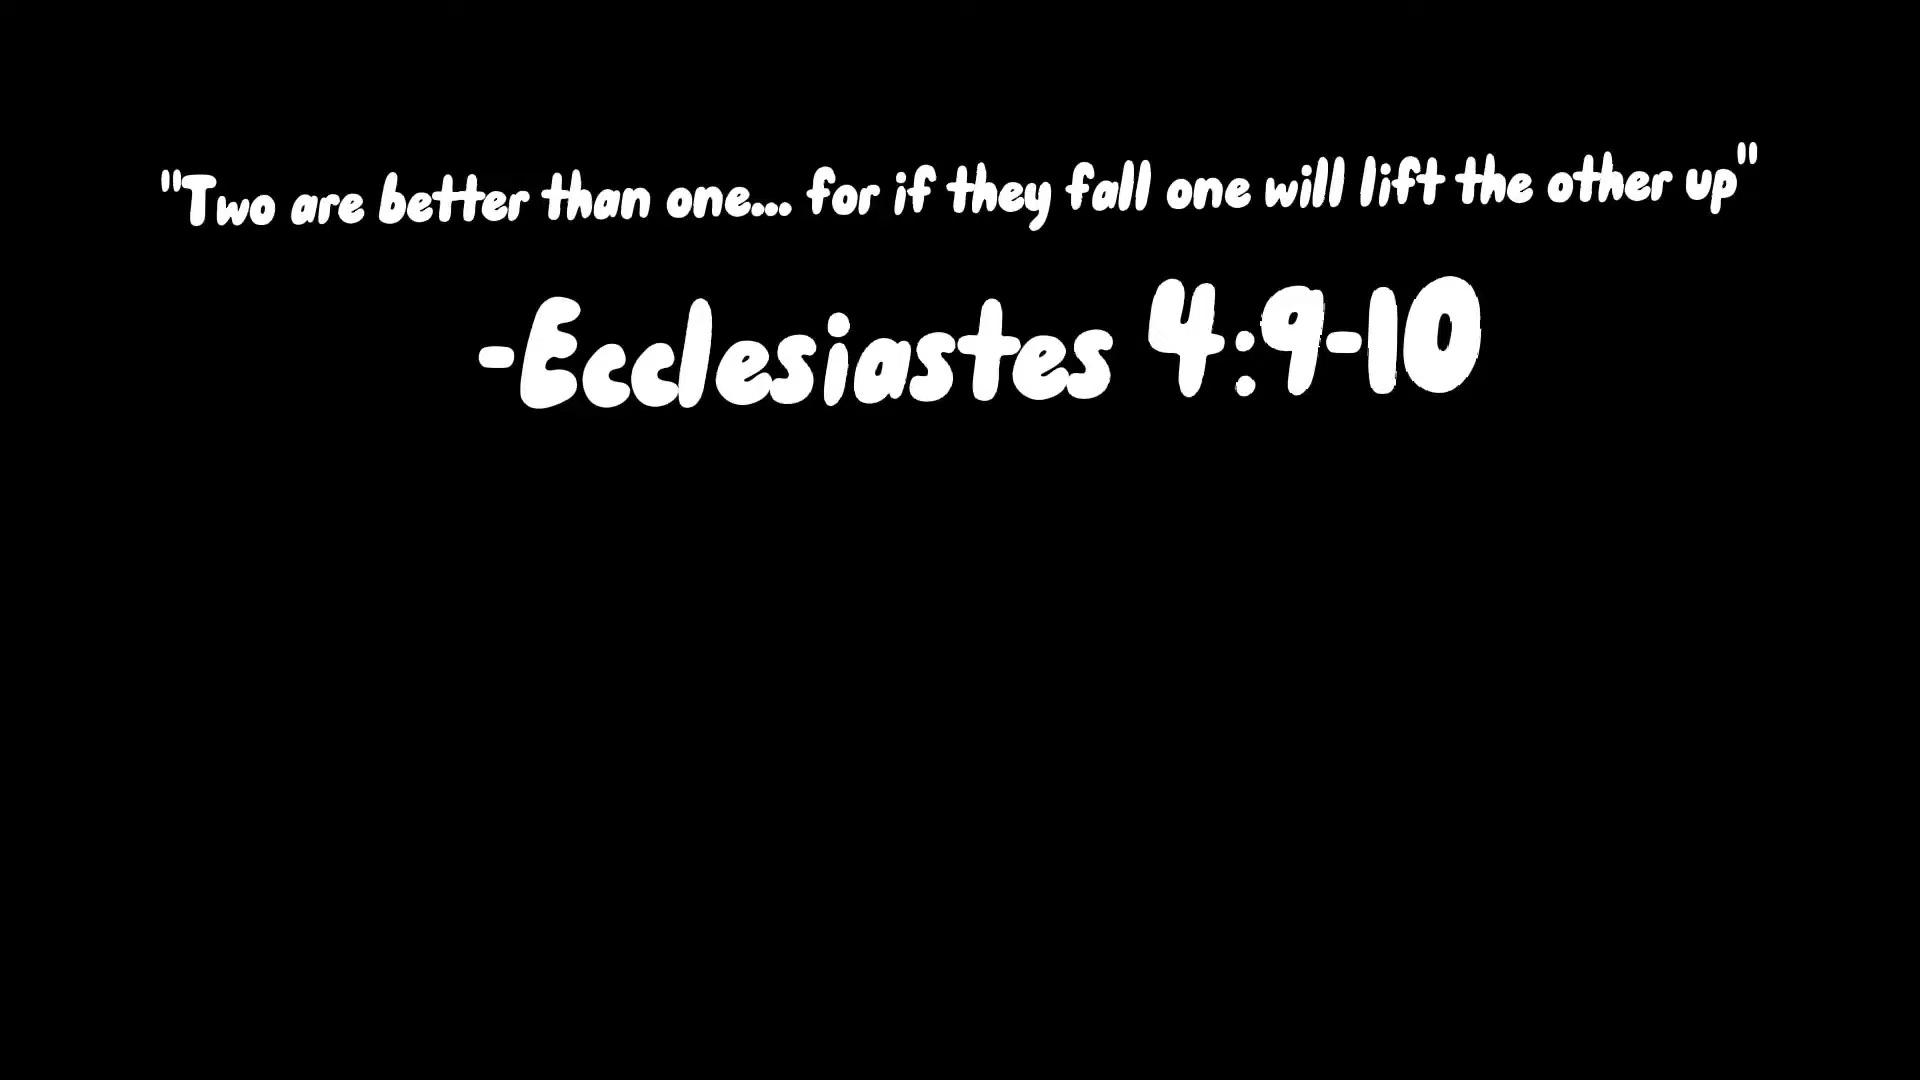 "Two are better than one... for if they fall one will lift the other up"
-Ecclesiastes 4:9-10